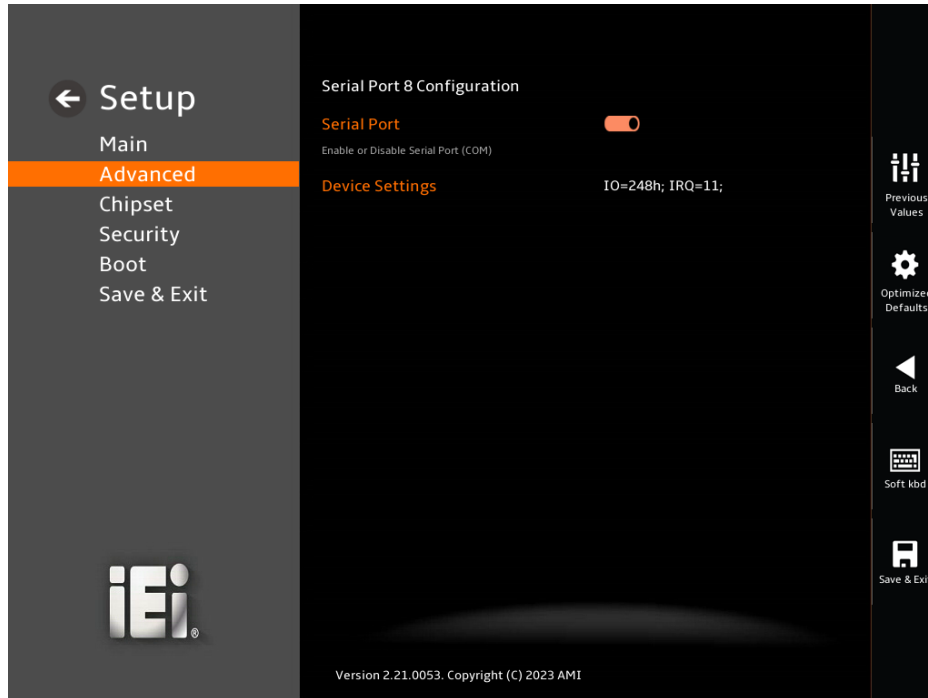 Setup
Main
Advanced
Chipset
Security
Boot
Save & Exit
iEi®
Serial Port 8 Configuration
Serial Port
Enable or Disable Serial Port (COM)
Device Settings IO=248h; IRQ=11;
Version 2.21.0053. Copyright (C) 2023 AMI
Previous
Values
Optimized
Defaults
Back
Soft kbd
Save & Exi